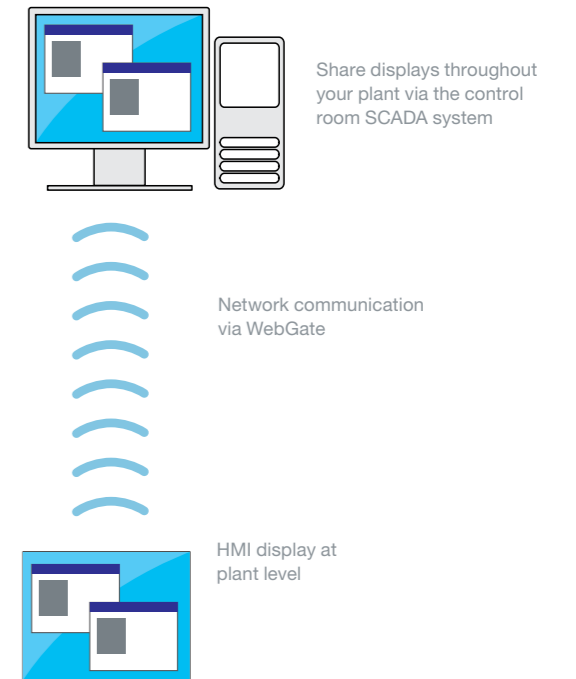 Share displays throughout
your plant via the control
room SCADA system
Network communication
via WebGate
HMI display at
plant level